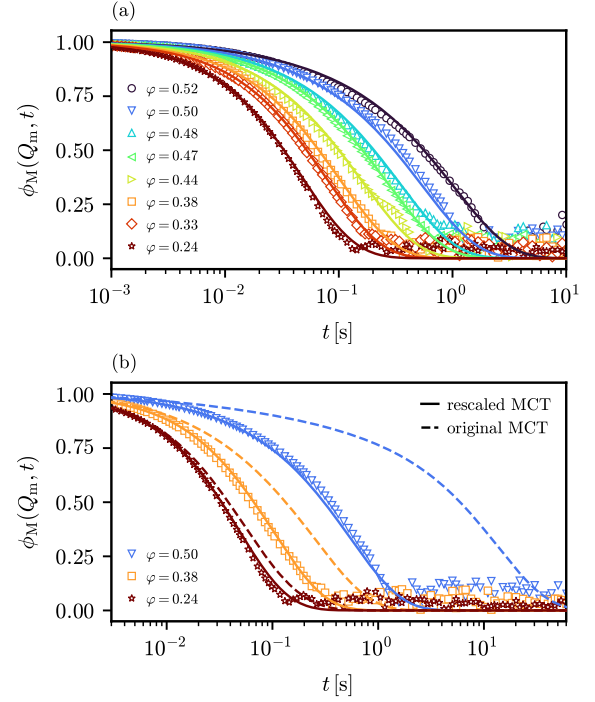 (a)
1.00
0.75
0.50
0.25
0.00
ϕM(Qm, t)
φ = 0.52
φ = 0.50
φ = 0.48
φ = 0.47
φ = 0.44
φ = 0.38
φ = 0.33
φ = 0.24
10⁻³ 10⁻² 10⁻¹ 10⁰ 10¹
t [s]
(b)
1.00
0.75
0.50
0.25
0.00
ϕM(Qm, t)
rescaled MCT
original MCT
φ = 0.50
φ = 0.38
φ = 0.24
10⁻² 10⁻¹ 10⁰ 10¹
t [s]